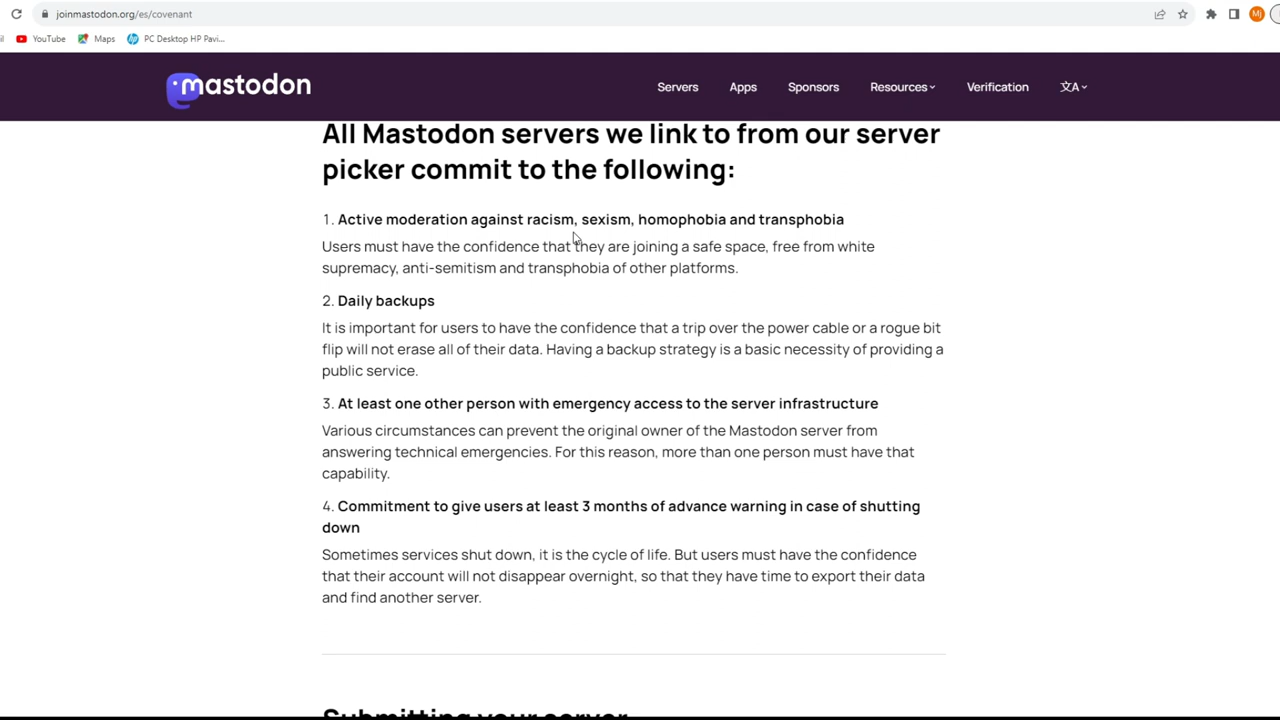 joinmastodon.org/es/covenant
YouTube Maps PC Desktop HP Pavi...
mastodon Servers Apps Sponsors Resources Verification 文A
All Mastodon servers we link to from our server
picker commit to the following:
1. Active moderation against racism, sexism, homophobia and transphobia
Users must have the confidence that they are joining a safe space, free from white
supremacy, anti-semitism and transphobia of other platforms.
2. Daily backups
It is important for users to have the confidence that a trip over the power cable or a rogue bit
flip will not erase all of their data. Having a backup strategy is a basic necessity of providing a
public service.
3. At least one other person with emergency access to the server infrastructure
Various circumstances can prevent the original owner of the Mastodon server from
answering technical emergencies. For this reason, more than one person must have that
capability.
4. Commitment to give users at least 3 months of advance warning in case of shutting
down
Sometimes services shut down, it is the cycle of life. But users must have the confidence
that their account will not disappear overnight, so that they have time to export their data
and find another server.
Submitting your server